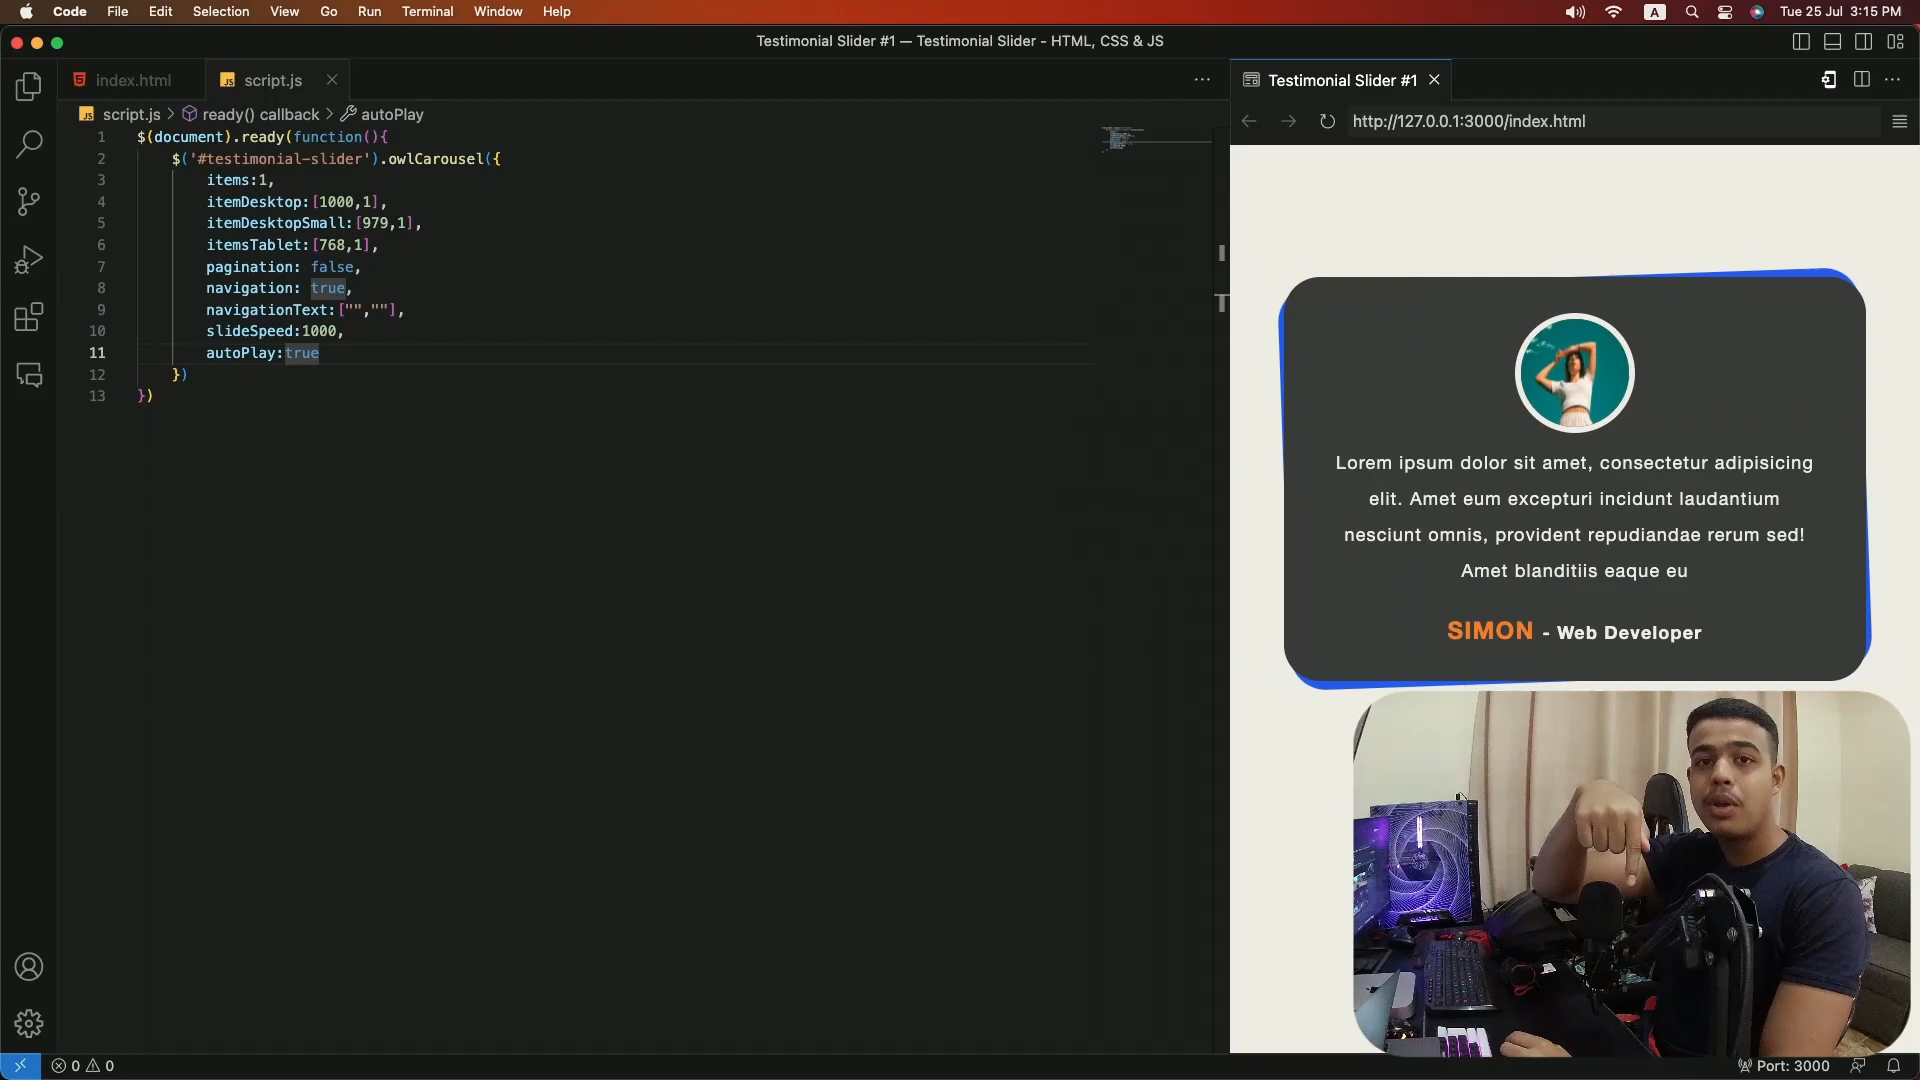 Code File Edit Selection View Go Run Terminal Window Help
A
Tue 25 Jul 3:15 PM
Testimonial Slider #1 — Testimonial Slider - HTML, CSS & JS
index.html
JS script.js
Testimonial Slider #1
JS script.js > ready() callback > autoPlay
http://127.0.0.1:3000/index.html
1 $(document).ready(function(){
2 $('#testimonial-slider').owlCarousel({
3 items:1,
4 itemDesktop:[1000,1],
5 itemDesktopSmall:[979,1],
6 itemsTablet:[768,1],
7 pagination: false,
8 navigation: true,
9 navigationText:["",""],
10 slideSpeed:1000,
11 autoPlay:true
12 })
13 })
Lorem ipsum dolor sit amet, consectetur adipisicing
elit. Amet eum excepturi incidunt laudantium
nesciunt omnis, provident repudiandae rerum sed!
Amet blanditiis eaque eu
SIMON - Web Developer
0 0
Port: 3000